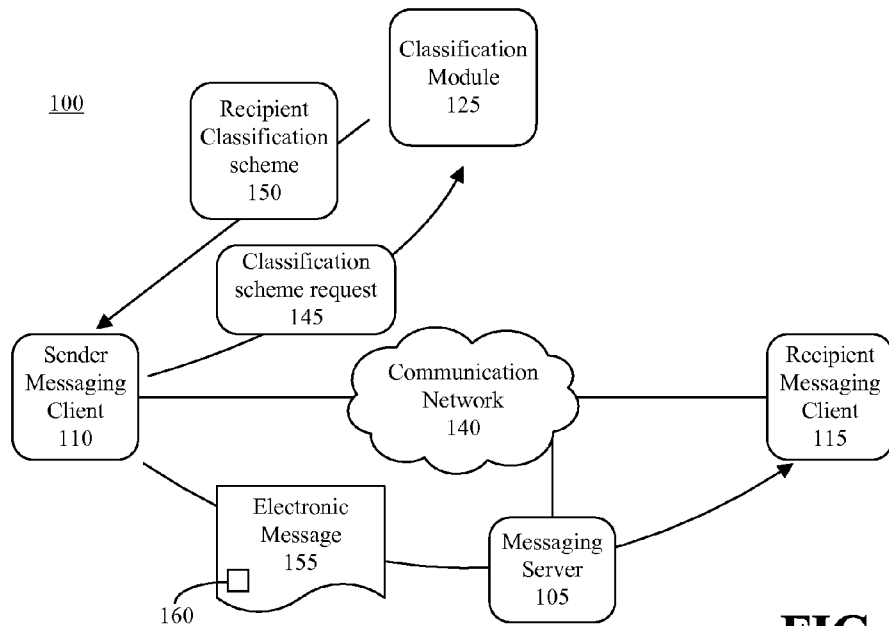 Classification
Module
125
100
Recipient
Classification
scheme
150
Classification
scheme request
145
Sender
Messaging
Client
110
Communication
Network
140
Recipient
Messaging
Client
115
Electronic
Message
155
160
Messaging
Server
105
FIG